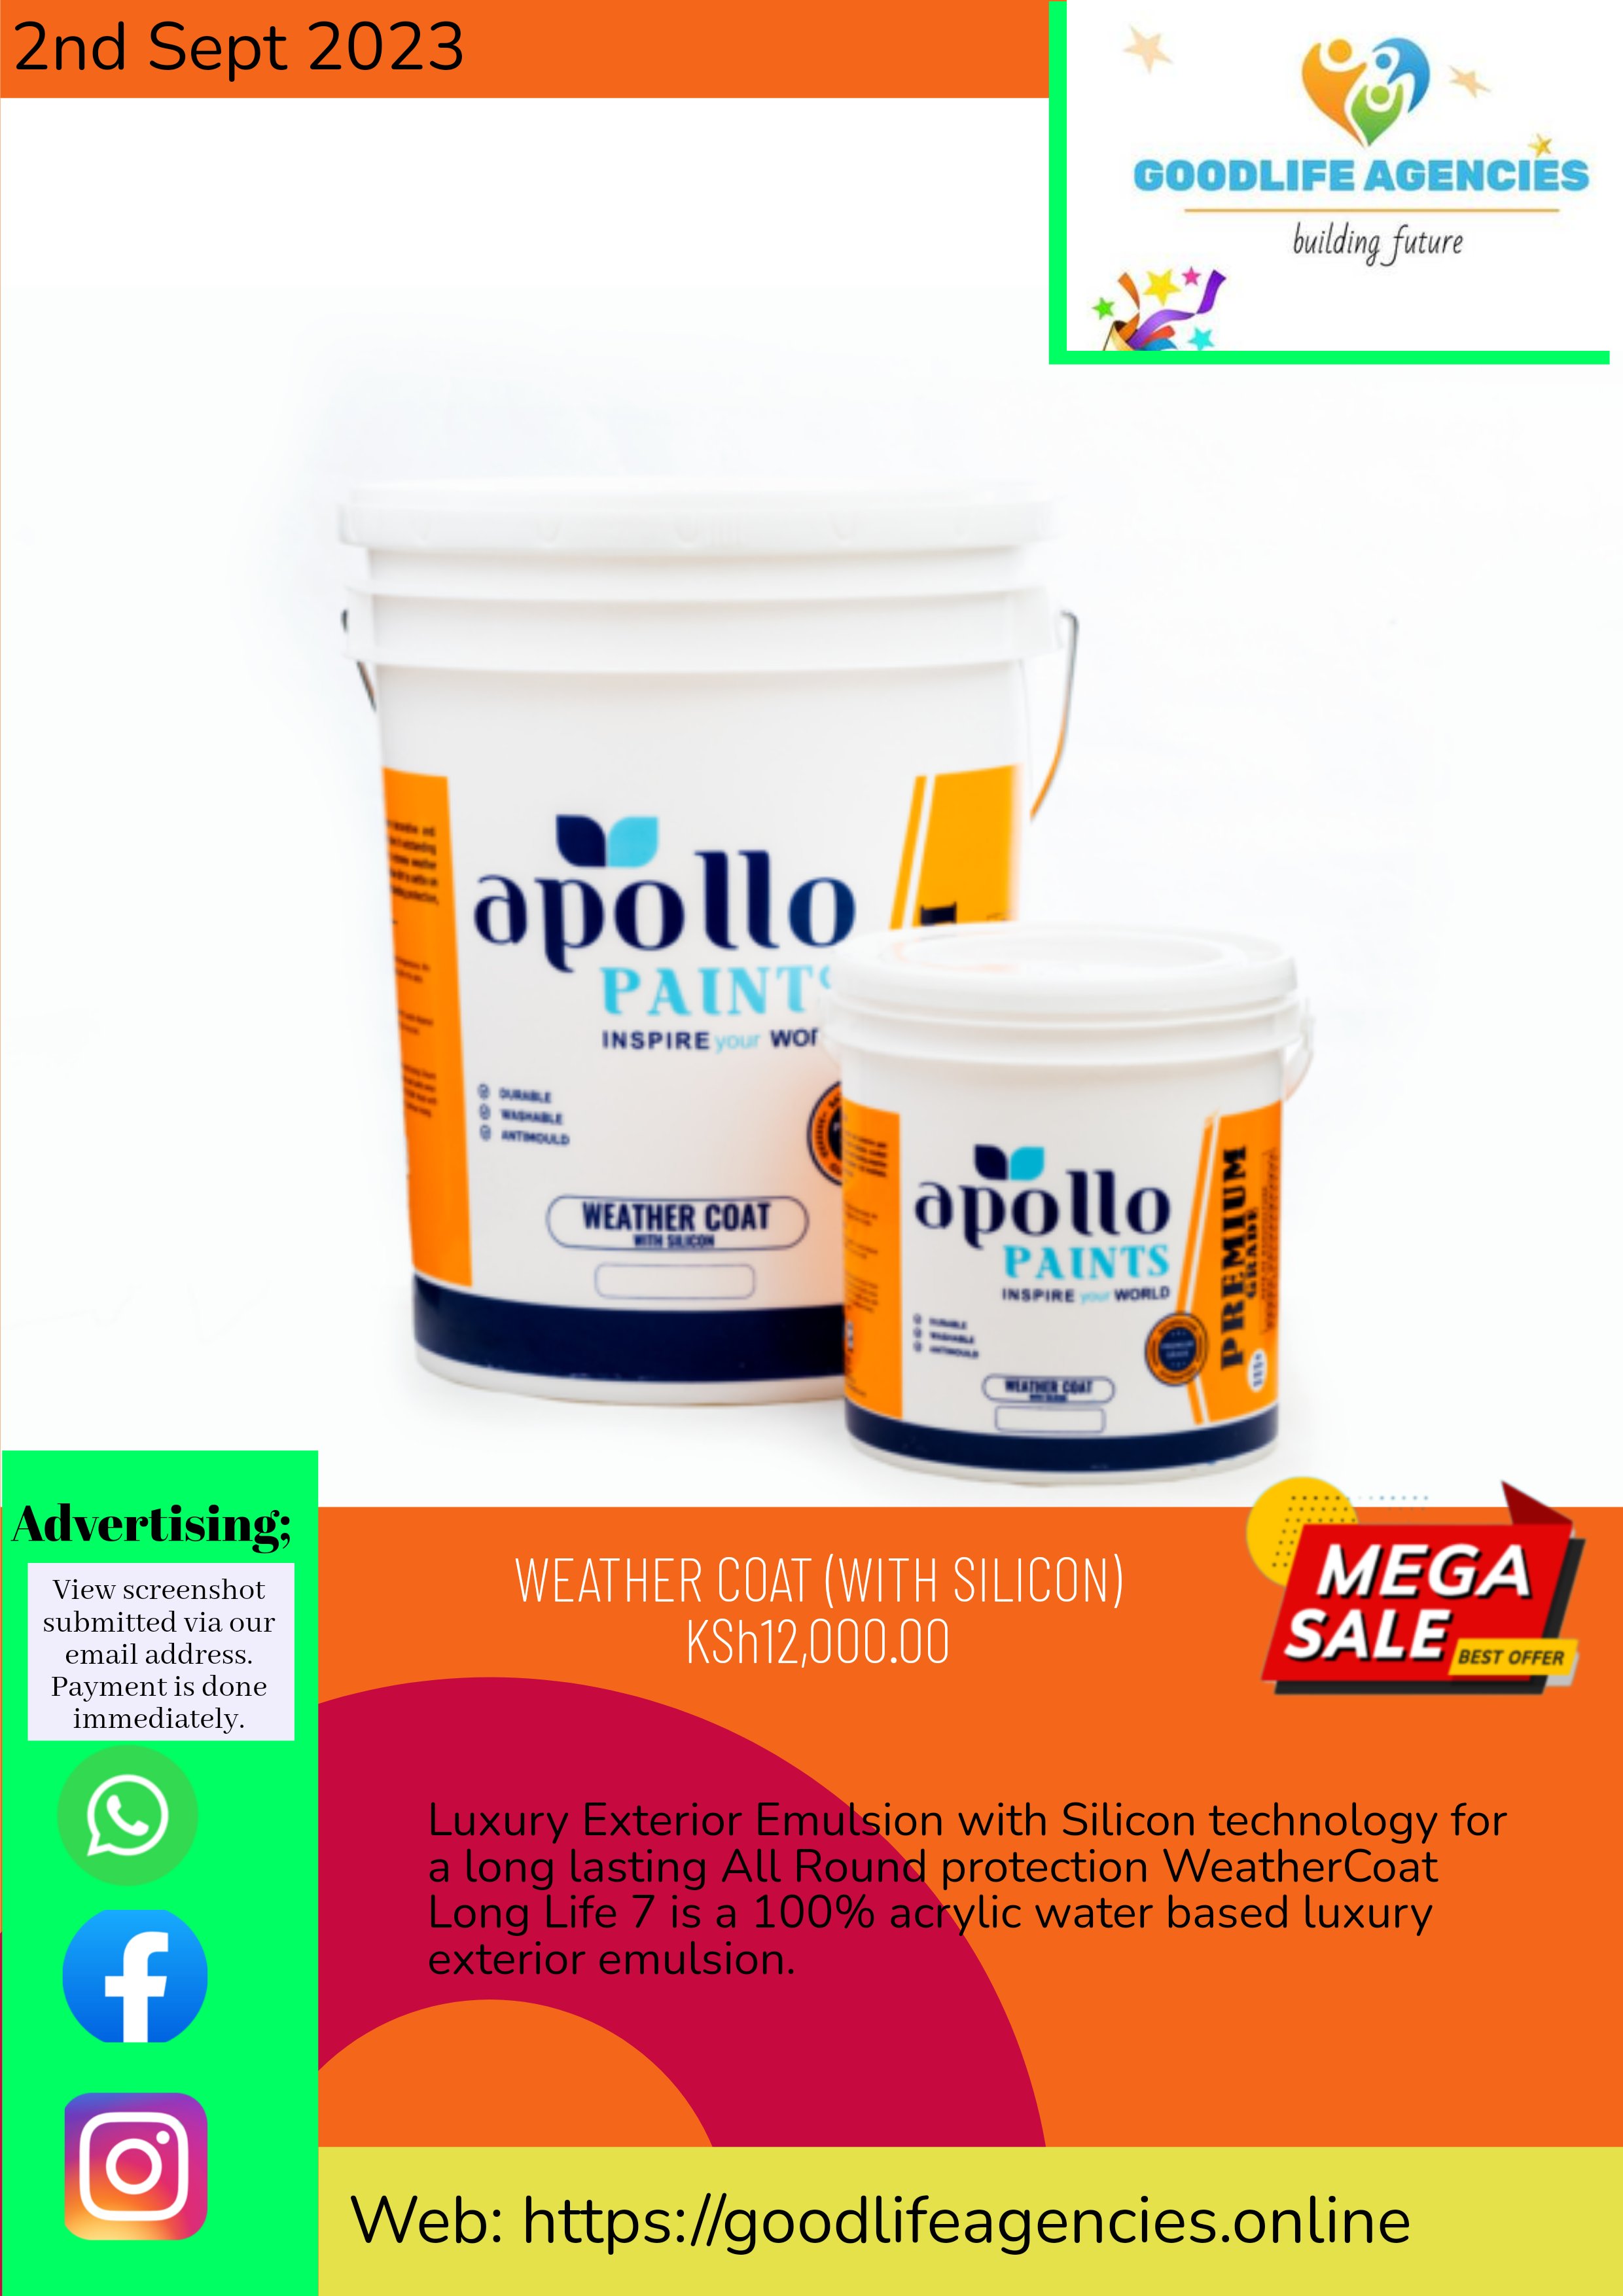 2nd Sept 2023
GOODLIFE AGENCIES
building future
apollo
PAINTS
INSPIRE your WOR
DURABLE
WASHABLE
ANTIMOULD
WEATHER COAT
WITH SILICON
apollo
PAINTS
INSPIRE your WORLD
DURABLE
WASHABLE
ANTIMOULD
WEATHER COAT
PREMIUM
GRADE
Advertising;
View screenshot
submitted via our
email address.
Payment is done
immediately.
WEATHER COAT (WITH SILICON)
KSh12,000.00
MEGA
SALE
BEST OFFER
Luxury Exterior Emulsion with Silicon technology for
a long lasting All Round protection WeatherCoat
Long Life 7 is a 100% acrylic water based luxury
exterior emulsion.
Web: https://goodlifeagencies.online